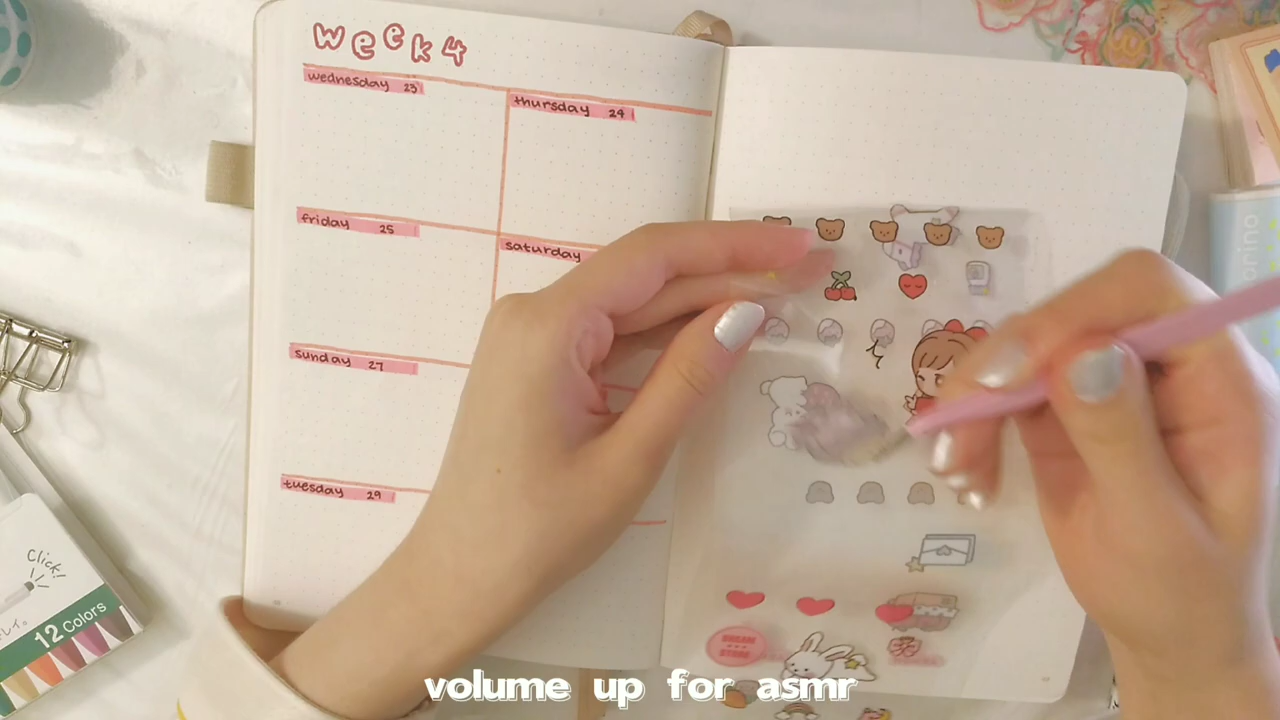 week 4
wednesday 23
thursday 24
friday 25
saturday
sunday 27
tuesday 29
Click!
12 Colors
volume up for asmr